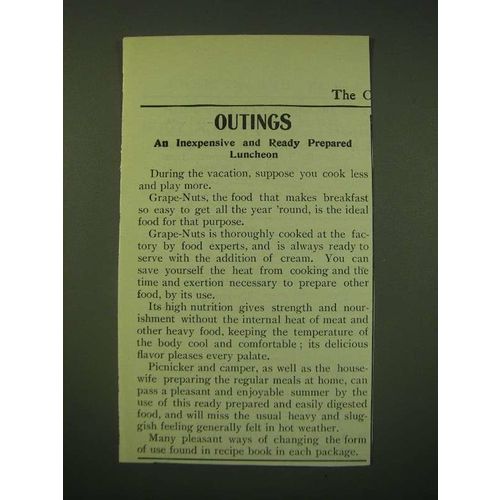 The C
OUTINGS
An Inexpensive and Ready Prepared
Luncheon
During the vacation, suppose you cook less
and play more.
Grape-Nuts, the food that makes breakfast
so easy to get all the year 'round, is the ideal
food for that purpose.
Grape-Nuts is thoroughly cooked at the fac-
tory by food experts, and is always ready to
serve with the addition of cream. You can
save yourself the heat from cooking and the
time and exertion necessary to prepare other
food, by its use.
Its high nutrition gives strength and nour-
ishment without the internal heat of meat and
other heavy food, keeping the temperature of
the body cool and comfortable; its delicious
flavor pleases every palate.
Picnicker and camper, as well as the house-
wife preparing the regular meals at home, can
pass a pleasant and enjoyable summer by the
use of this ready prepared and easily digested
food, and will miss the usual heavy and slug-
gish feeling generally felt in hot weather.
Many pleasant ways of changing the form
of use found in recipe book in each package.